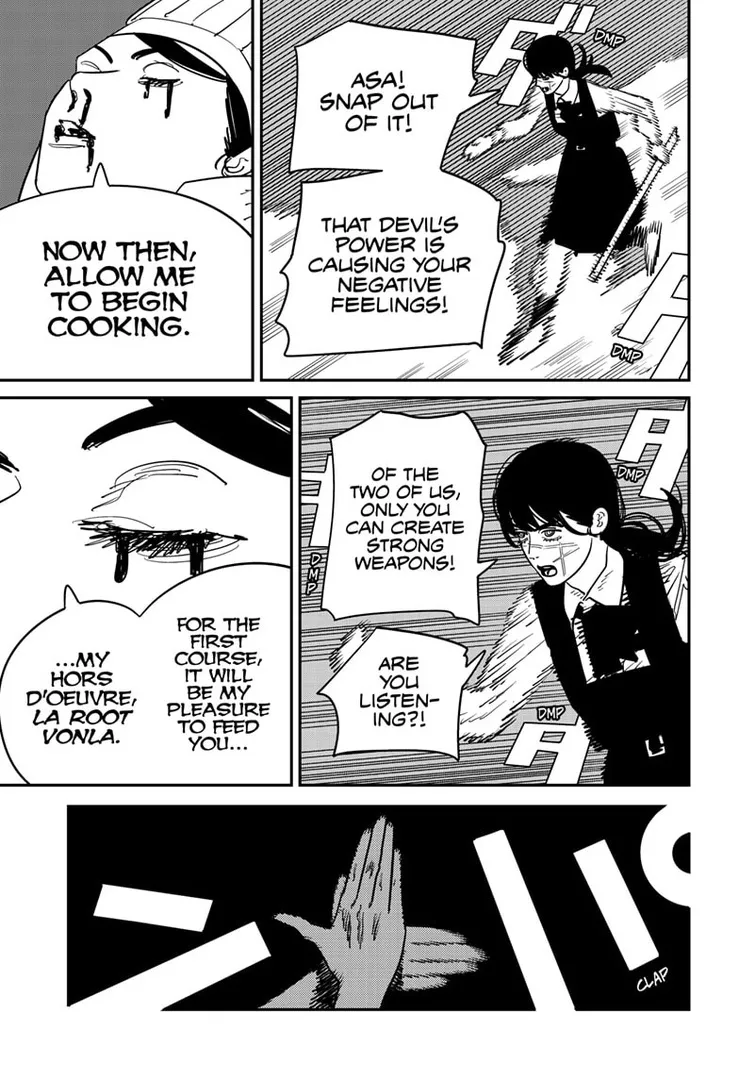 DMP
ASA!
SNAP OUT
OF IT!
THAT DEVIL'S
POWER IS
CAUSING YOUR
NEGATIVE
FEELINGS!
DMP
NOW THEN,
ALLOW ME
TO BEGIN
COOKING.
DMP
OF THE
TWO OF US,
ONLY YOU
CAN CREATE
STRONG
WEAPONS!
DMP
ARE
YOU
LISTEN-
ING?!
DMP
FOR THE
FIRST
COURSE,
IT WILL
BE MY
PLEASURE
TO FEED
YOU...
...MY
HORS
D'OEUVRE,
LA ROOT
VONLA.
CLAP